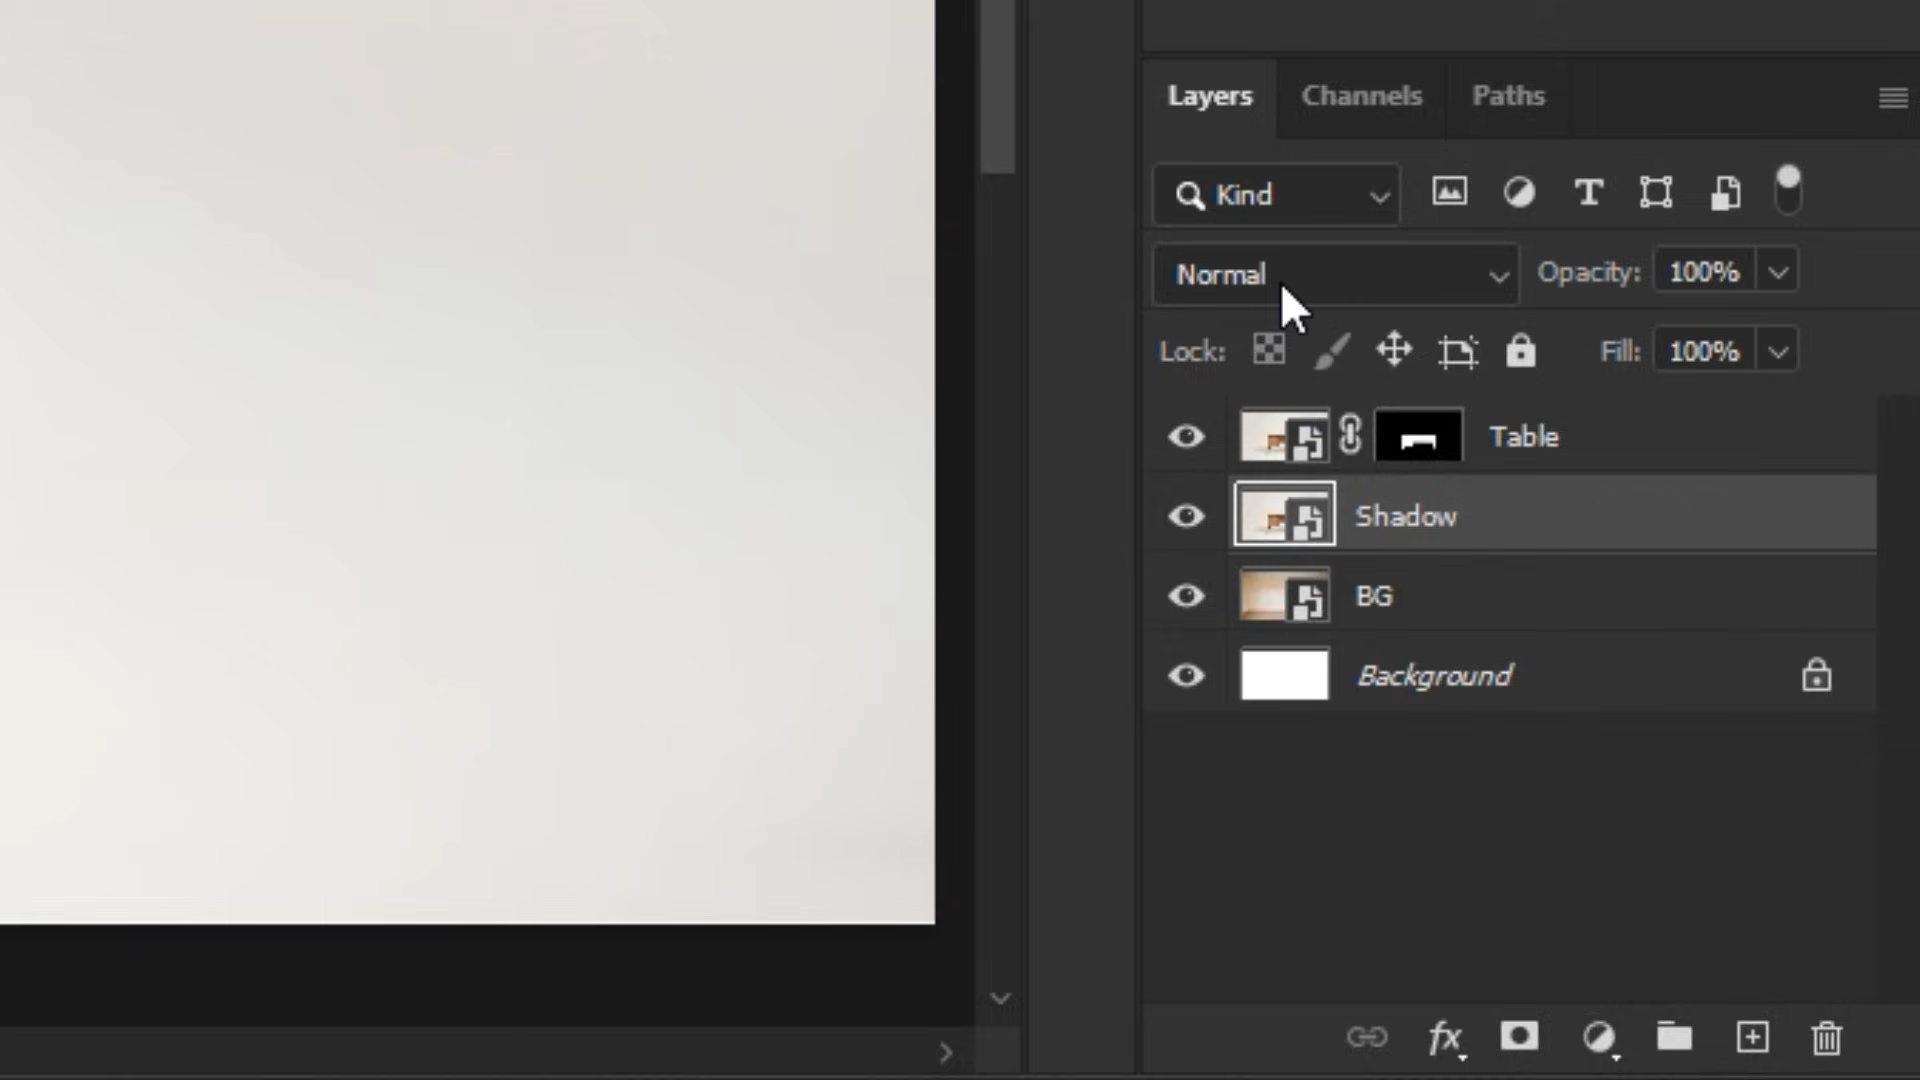 Layers Channels Paths
Kind T
Normal Opacity: 100%
Lock: Fill: 100%
Table
Shadow
BG
Background
fx